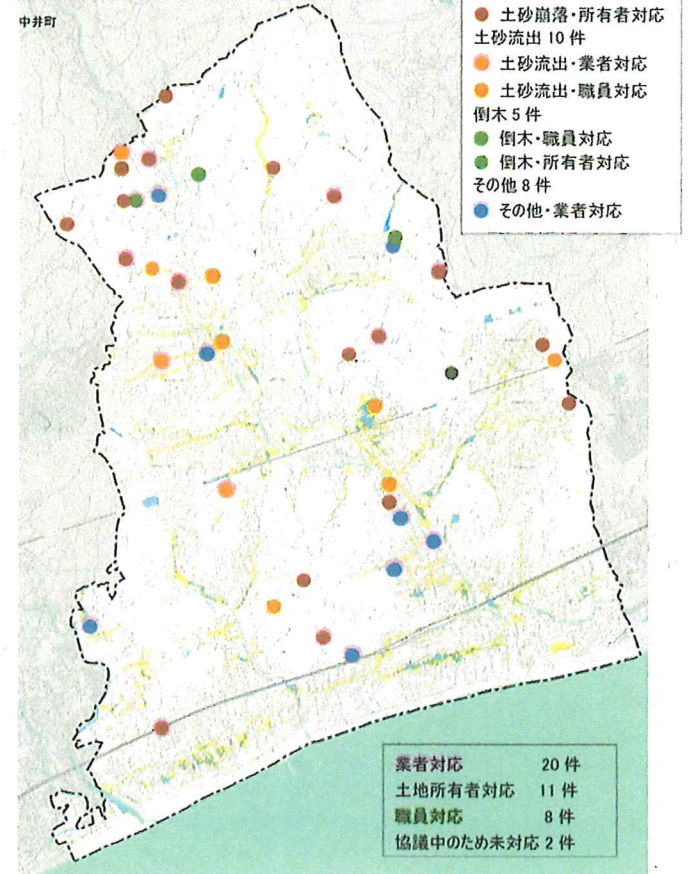 中井町
土砂崩落・所有者対応
土砂流出 10 件
土砂流出・業者対応
土砂流出・職員対応
倒木 5 件
倒木・職員対応
倒木・所有者対応
その他 8 件
その他・業者対応
業者対応 20 件
土地所有者対応 11 件
職員対応 8 件
協議中のため未対応 2 件